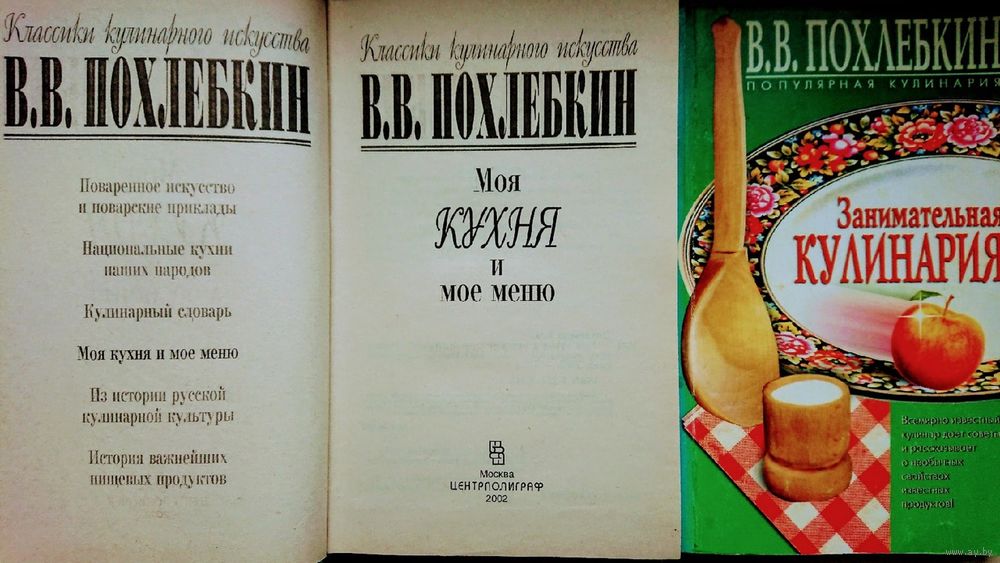 Классики кулинарного искусства
В.В. ПОХЛЕБКИН
Поваренное искусство
и поварские приклады
Национальные кухни
наших народов
Кулинарный словарь
Моя кухня и мое меню
Из истории русской
кулинарной культуры
История важнейших
пищевых продуктов
Классики кулинарного искусства
В.В. ПОХЛЕБКИН
Моя
КУХНЯ
и
мое меню
Москва
ЦЕНТРПОЛИГРАФ
2002
В.В. ПОХЛЕБКИН
ПОПУЛЯРНАЯ КУЛИНАРИЯ
Занимательная
КУЛИНАРИЯ
Всемирно известный
кулинар дает советы
и рассказывает
о необычных
свойствах
известных
продуктов!
www.ay.by